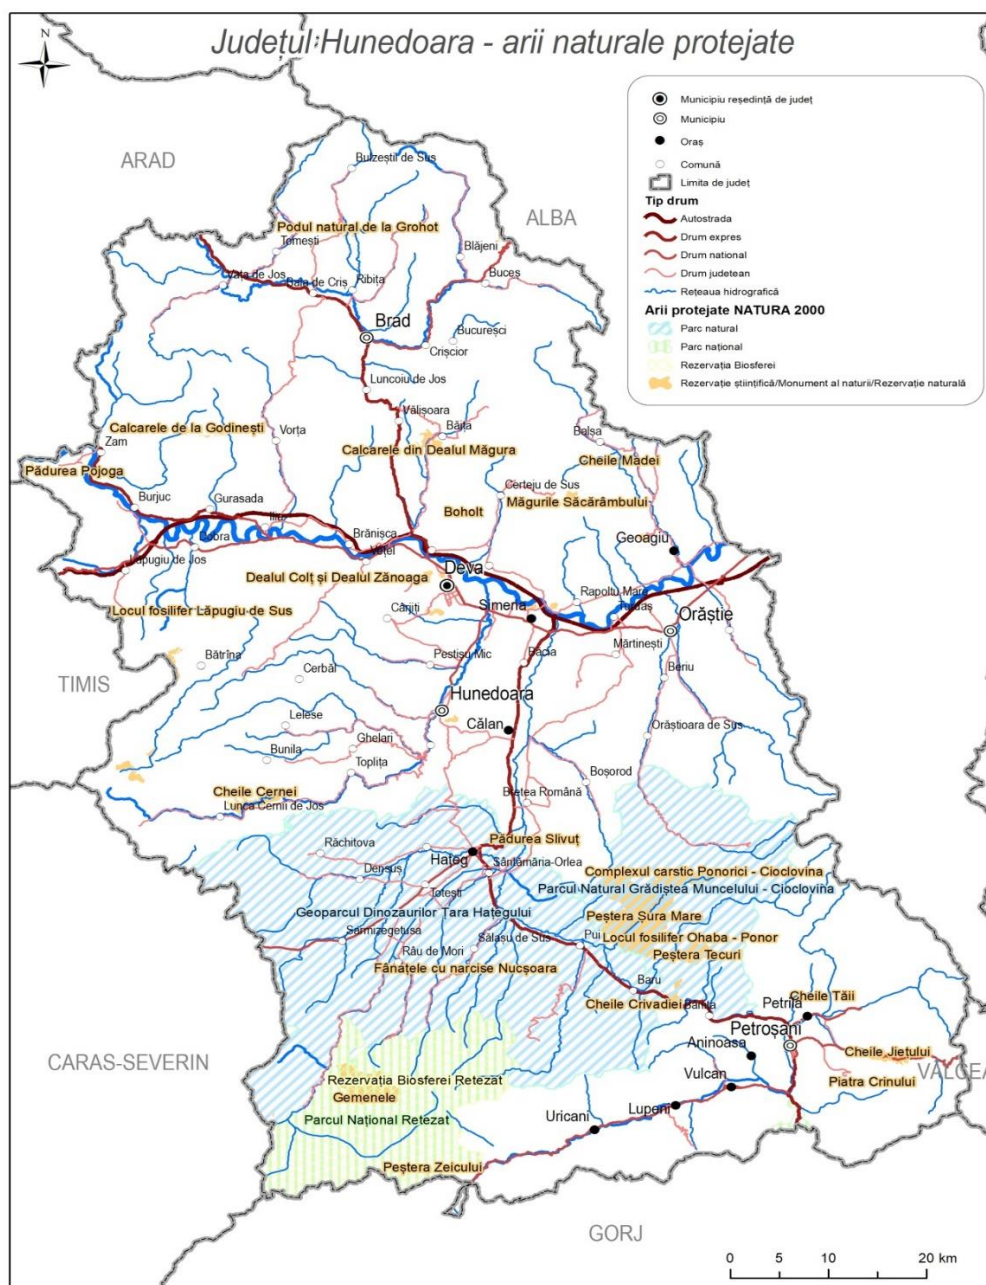 Județul Hunedoara - arii naturale protejate
N
Municipiu reședință de județ
Municipiu
Oraș
Comună
Limita de județ
Tip drum
Autostrada
Drum expres
Drum national
Drum judetean
Rețeaua hidrografică
Arii protejate NATURA 2000
Parc natural
Parc național
Rezervația Biosferei
Rezervație științifică/Monument al naturii/Rezervație naturală
ARAD
ALBA
Bulzeștii de Sus
Podul natural de la Grohot
Tomești
Blăjeni
Vața de Jos
Baia de Criș
Ribița
Buceș
Brad
Bucureșci
Crișcior
Luncoiu de Jos
Vălișoara
Calcarele de la Godinești
Vorța
Băița
Balșa
Zam
Calcarele din Dealul Măgura
Cheile Madei
Pădurea Pojoga
Certeju de Sus
Măgurile Săcărâmbului
Burjuc
Gurasada
Boholt
Ilia
Brănișca
Dobra
Vețel
Geoagiu
Lăpugiu de Jos
Deva
Dealul Colț și Dealul Zănoaga
Rapoltu Mare
Locul fosilifer Lăpugiu de Sus
Cârjiți
Simeria
Turdaș
Orăștie
Mărtinești
Bătrîna
Cerbăl
Pestișu Mic
Băcia
Beriu
TIMIS
Hunedoara
Lelese
Ghelari
Călan
Orăștioara de Sus
Bunila
Toplița
Boșorod
Cheile Cernei
Lunca Cernii de Jos
Bretea Română
Pădurea Slivuț
Răchitova
Hațeg
Sântămăria-Orlea
Densuș
Complexul carstic Ponorici - Cioclovina
Parcul Natural Grădiștea Muncelului - Cioclovina
Totești
Geoparcul Dinozaurilor Țara Hațegului
Peștera Șura Mare
Sarmizegetusa
Sălașu de Sus
Pui
Locul fosilifer Ohaba - Ponor
Râu de Mori
Peștera Tecuri
Fânațele cu narcise Nucșoara
Baru
Cheile Crivadiei
Bănița
Petrila
Cheile Tăii
Petroșani
Aninoasa
Cheile Jiețului
CARAS-SEVERIN
VÂLCEA
Rezervația Biosferei Retezat
Gemenele
Vulcan
Piatra Crinului
Parcul Național Retezat
Uricani
Lupeni
Peștera Zeicului
GORJ
0 5 10 20 km